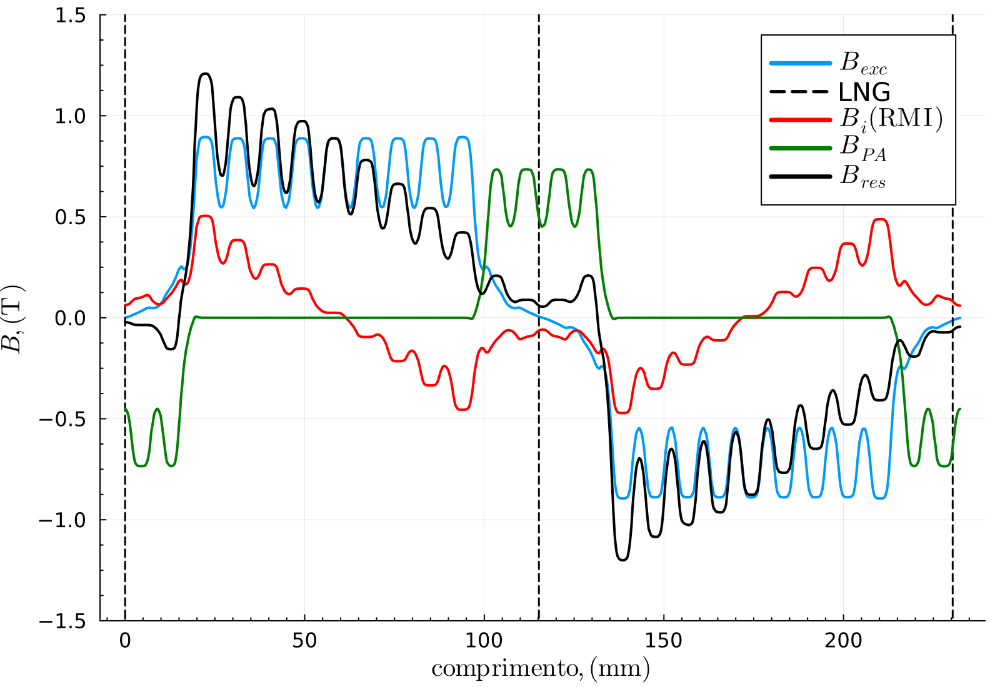 1.5
1.0
0.5
0.0
−0.5
−1.0
−1.5
B, (T)
0 50 100 150 200
comprimento, (mm)
B_exc
LNG
B_i(RMI)
B_PA
B_res